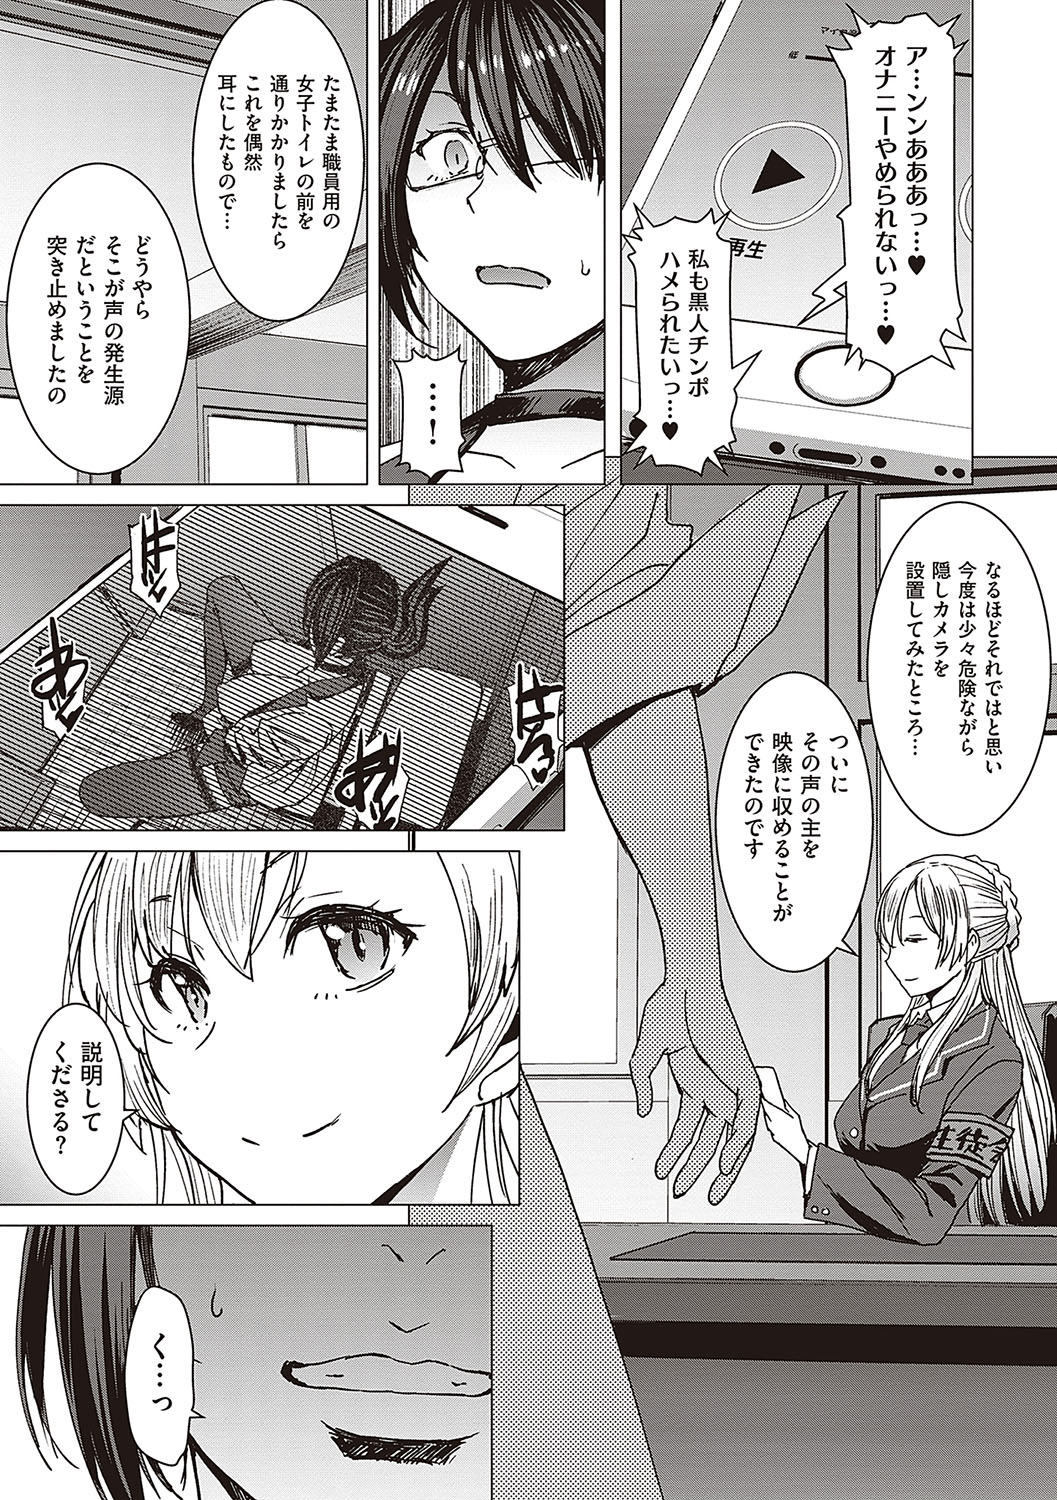 マイ
低
再生
ア…ンンあああっ…♥
オナニーやめられないっ…♥
私も黒人チンポ
ハメられたいっ…♥
…！
たまたま職員用の
女子トイレの前を
通りかかりましたら
これを偶然
耳にしたもので…
どうやら
そこが声の発生源
だということを
突き止めましたの
なるほどそれではと思い
今度は少々危険ながら
隠しカメラを
設置してみたところ…
ついに
その声の主を
映像に収めることが
できたのです
生徒会
説明して
くださる？
く…っ